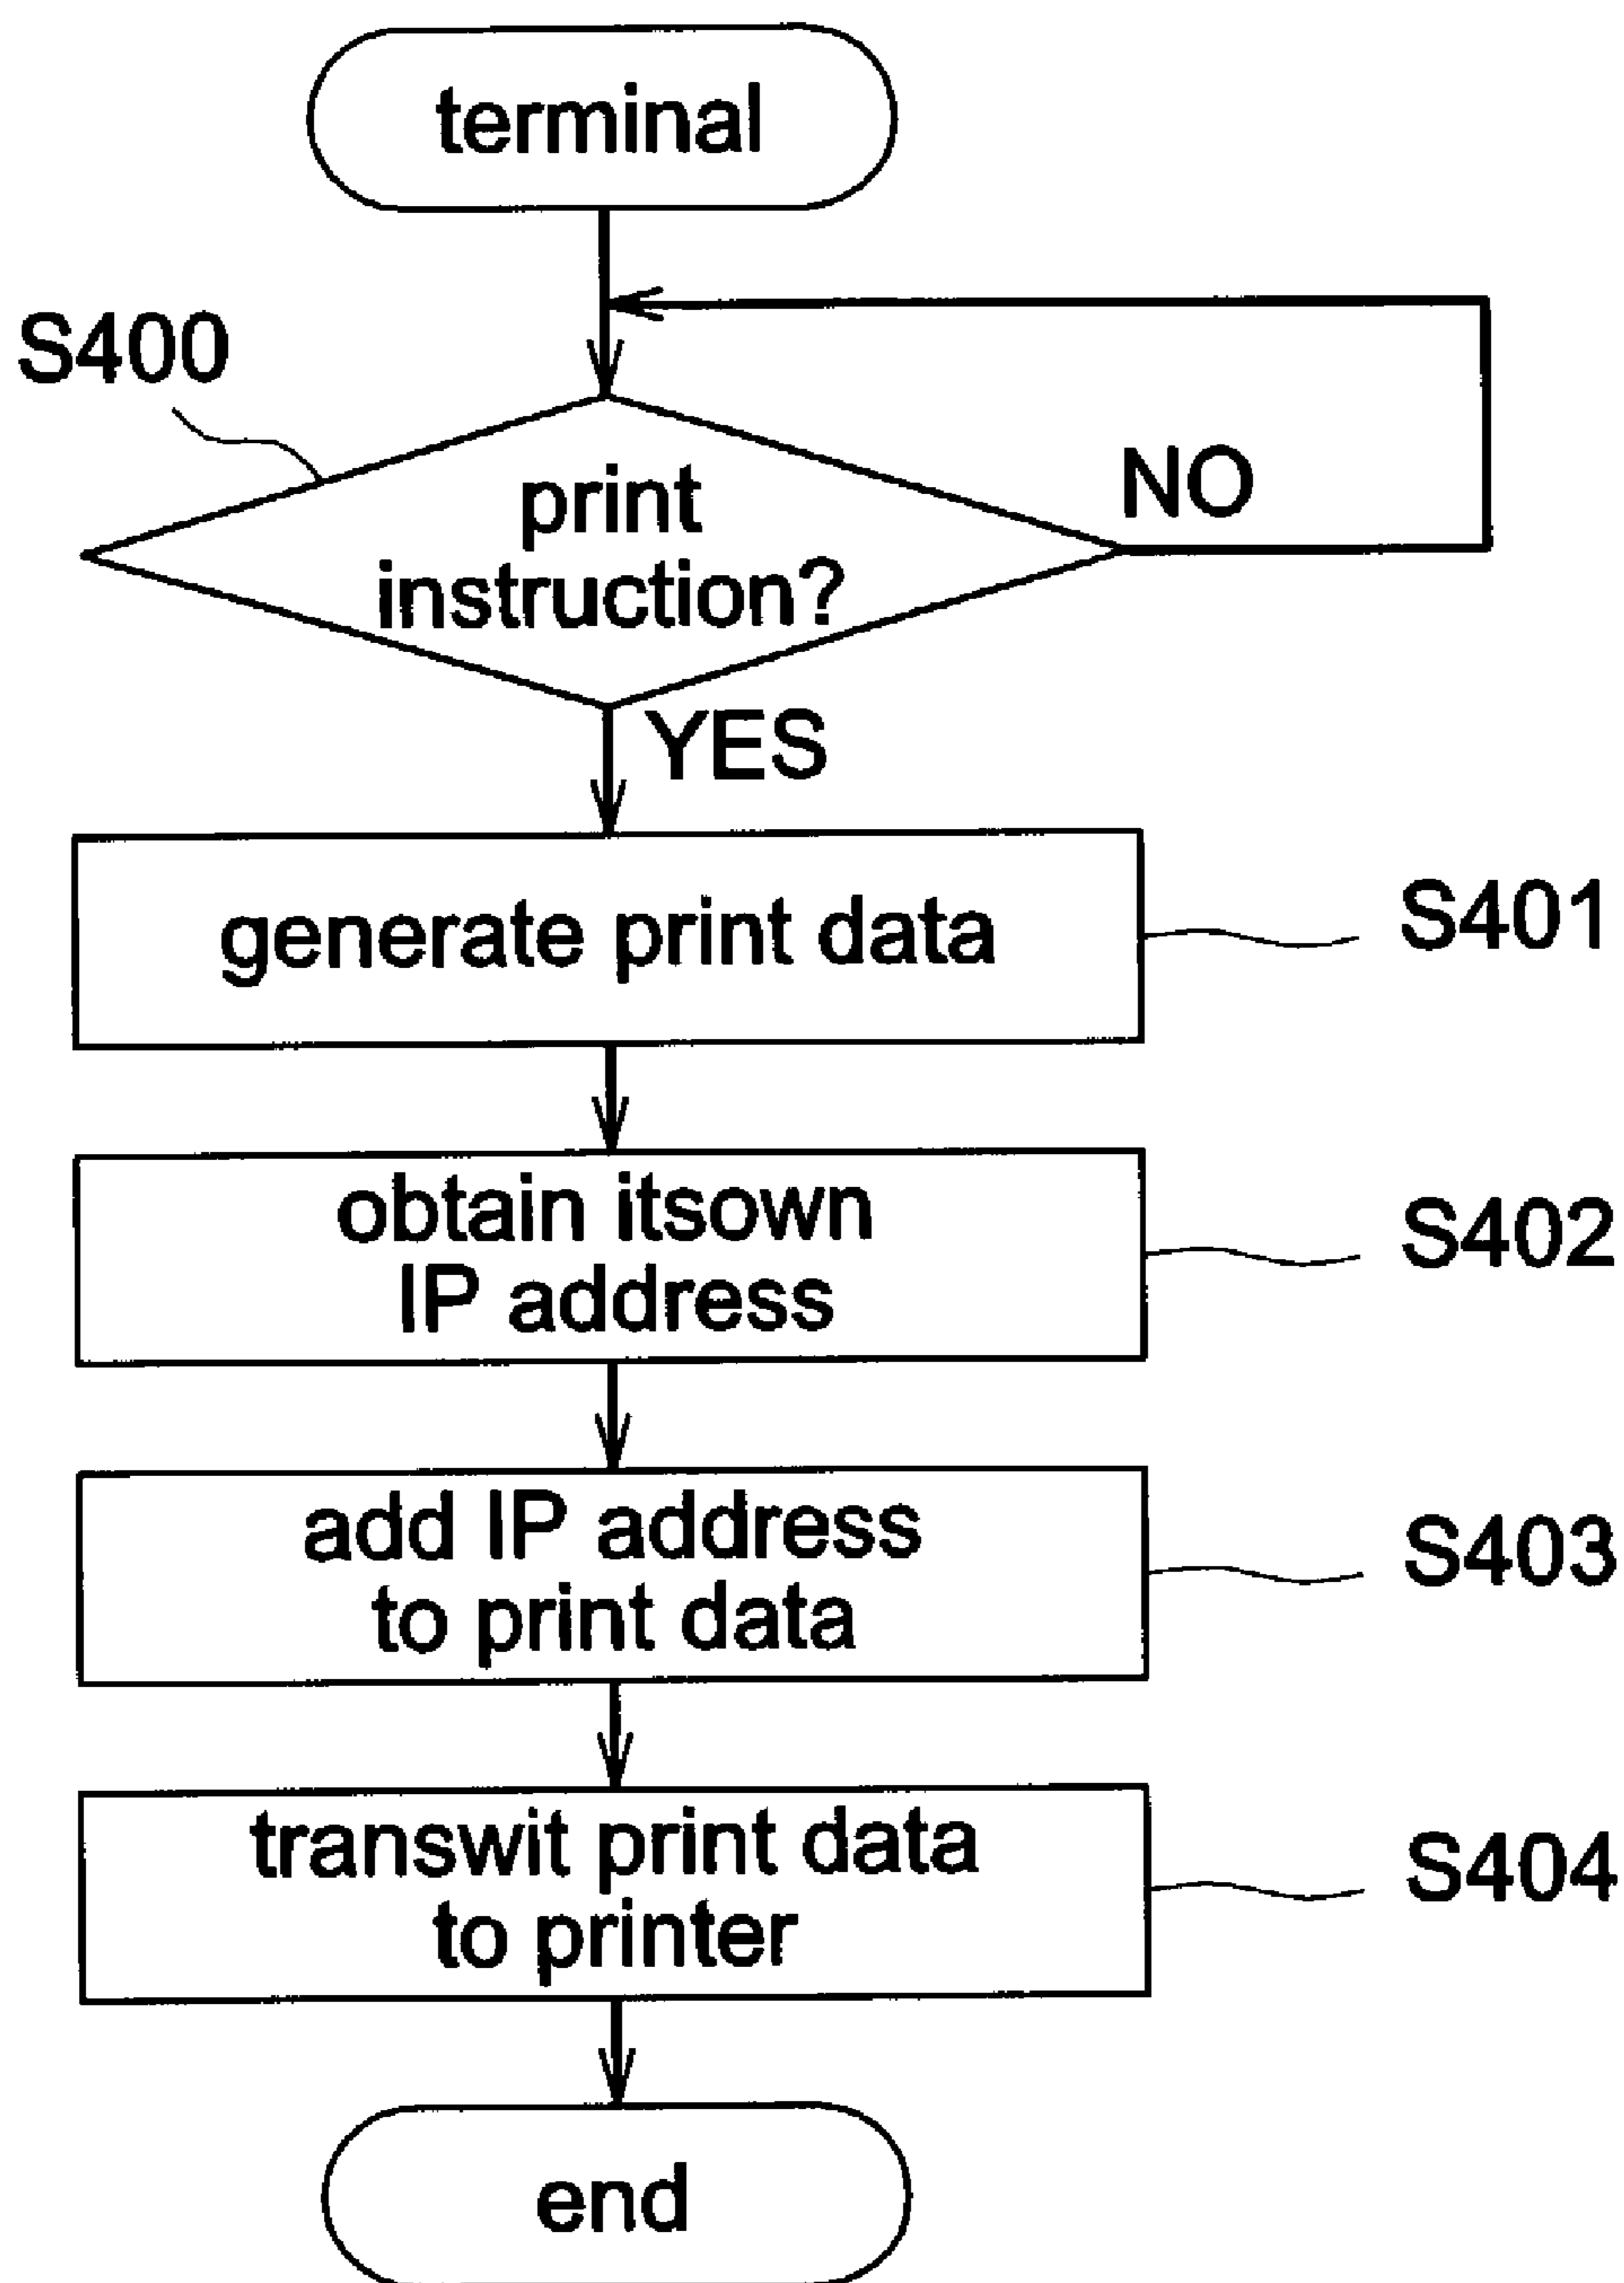 terminal
S400
print
instruction?
NO
YES
generate print data
S401
obtain itsown
IP address
S402
add IP address
to print data
S403
transwit print data
to printer
S404
end